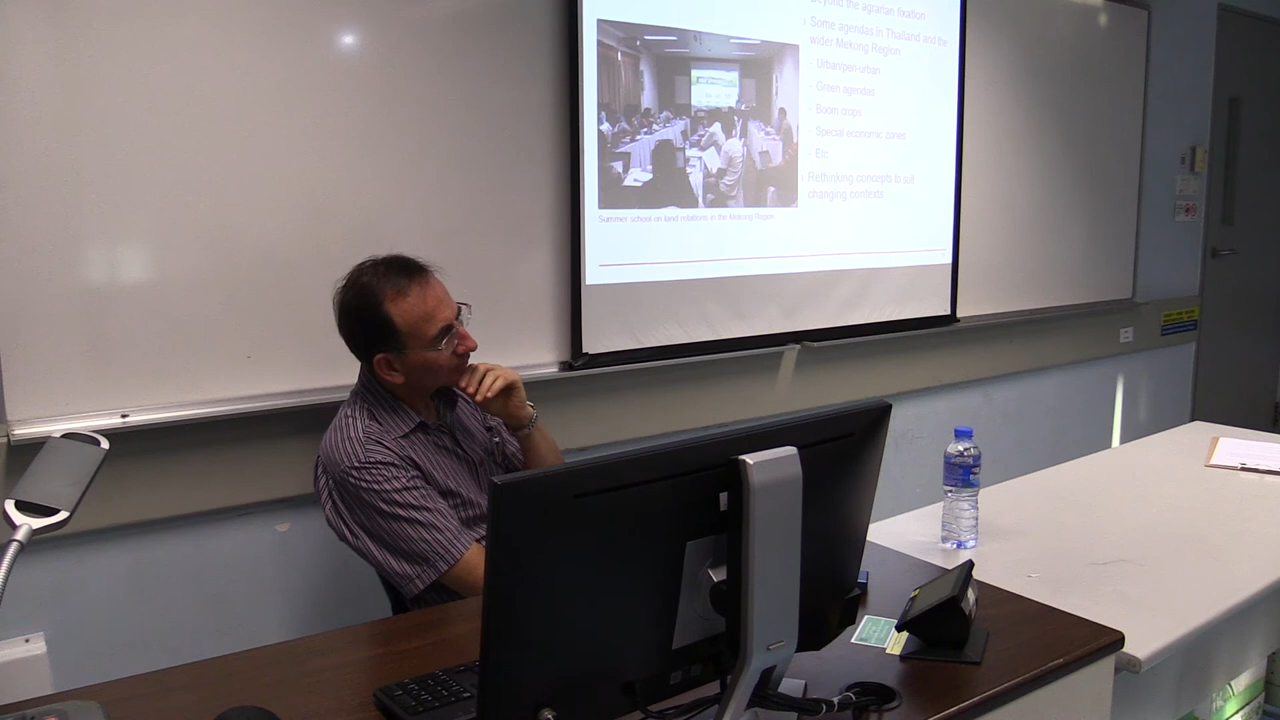 Beyond the agrarian fixation
Some agendas in Thailand and the
wider Mekong Region
- Urban/peri-urban
- Green agendas
- Boom crops
- Special economic zones
- Etc
Rethinking concepts to suit
changing contexts
Summer school on land relations in the Mekong Region